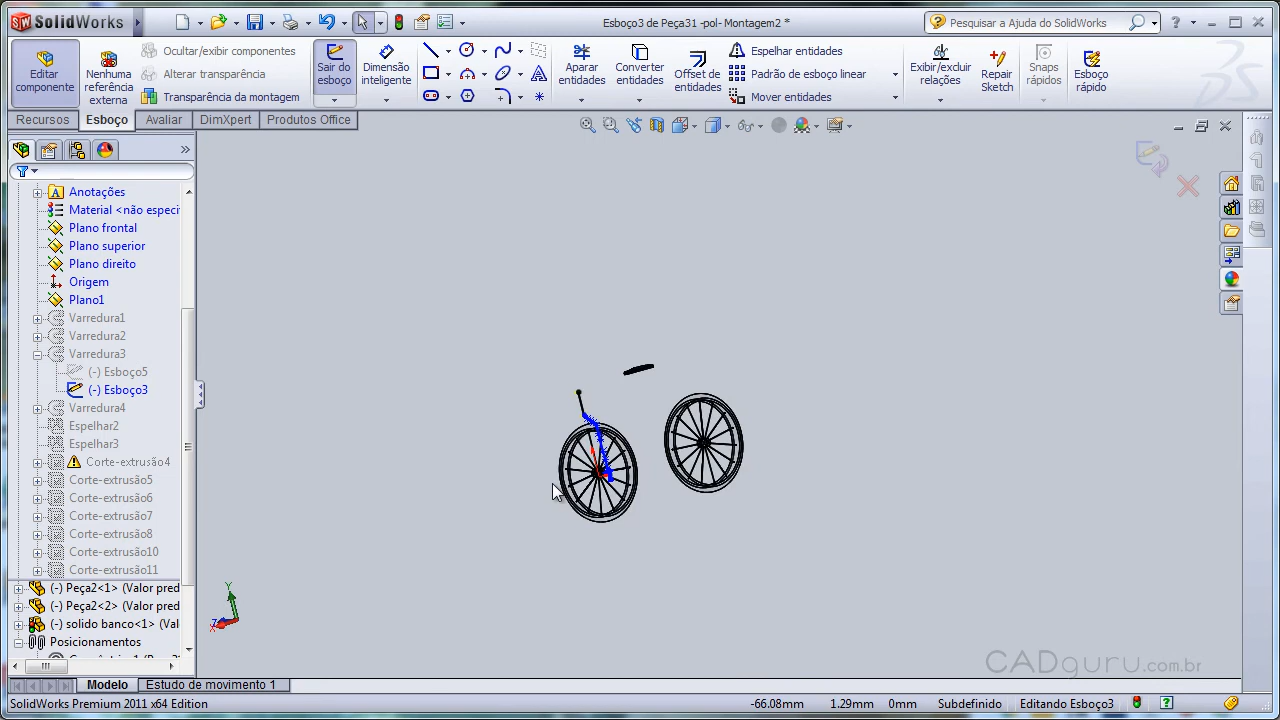 SolidWorks
Esboço3 de Peça31 -pol- Montagem2 *
Pesquisar a Ajuda do SolidWorks
Editar componente
Nenhuma referência externa
Ocultar/exibir componentes
Alterar transparência
Transparência da montagem
Sair do esboço
Dimensão inteligente
Aparar entidades
Converter entidades
Offset de entidades
Espelhar entidades
Padrão de esboço linear
Mover entidades
Exibir/excluir relações
Repair Sketch
Snaps rápidos
Esboço rápido
Recursos
Esboço
Avaliar
DimXpert
Produtos Office
Anotações
Material <não especi
Plano frontal
Plano superior
Plano direito
Origem
Plano1
Varredura1
Varredura2
Varredura3
(-) Esboço5
(-) Esboço3
Varredura4
Espelhar2
Espelhar3
Corte-extrusão4
Corte-extrusão5
Corte-extrusão6
Corte-extrusão7
Corte-extrusão8
Corte-extrusão10
Corte-extrusão11
(-) Peça2<1> (Valor pred
(-) Peça2<2> (Valor pred
(-) solido banco<1> (Val
Posicionamentos
Y
Z
X
CADguru.com.br
Modelo
Estudo de movimento 1
SolidWorks Premium 2011 x64 Edition
-66.08mm
1.29mm
0mm
Subdefinido
Editando Esboço3